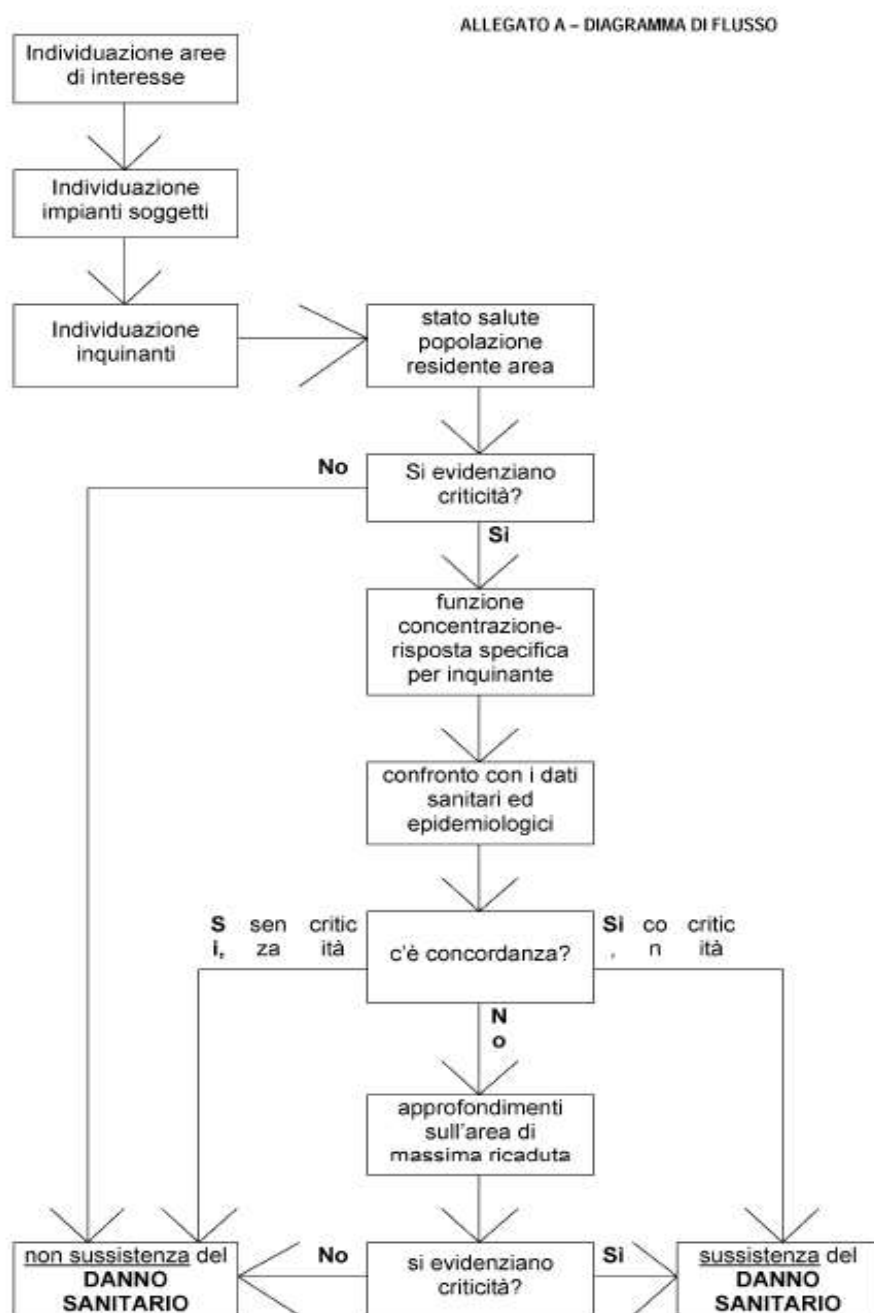 ALLEGATO A – DIAGRAMMA DI FLUSSO
Individuazione aree
di interesse
Individuazione
impianti soggetti
Individuazione
inquinanti
stato salute
popolazione
residente area
No
Si evidenziano
criticità?
Sì
funzione
concentrazione-
risposta specifica
per inquinante
confronto con i dati
sanitari ed
epidemiologici
S sen critic
ì, za ità
c'è concordanza?
Sì co critic
, n ità
N
o
approfondimenti
sull'area di
massima ricaduta
non sussistenza del
DANNO
SANITARIO
No
si evidenziano
criticità?
Sì
sussistenza del
DANNO
SANITARIO